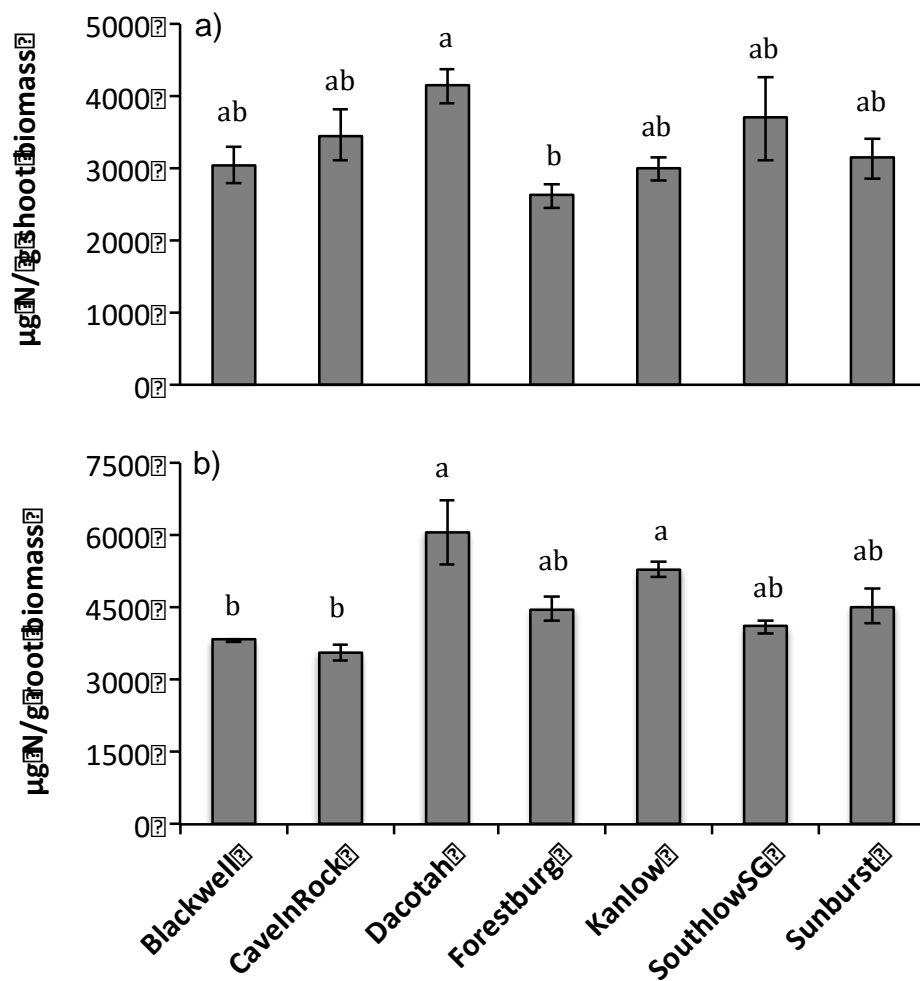 a)
µg N/ g shoot biomass
5000
4000
3000
2000
1000
0
ab
ab
a
b
ab
ab
ab
b)
µg N/g root biomass
7500
6000
4500
3000
1500
0
b
b
a
ab
a
ab
ab
Blackwell
CaveInRock
Dacotah
Forestburg
Kanlow
SouthlowSG
Sunburst